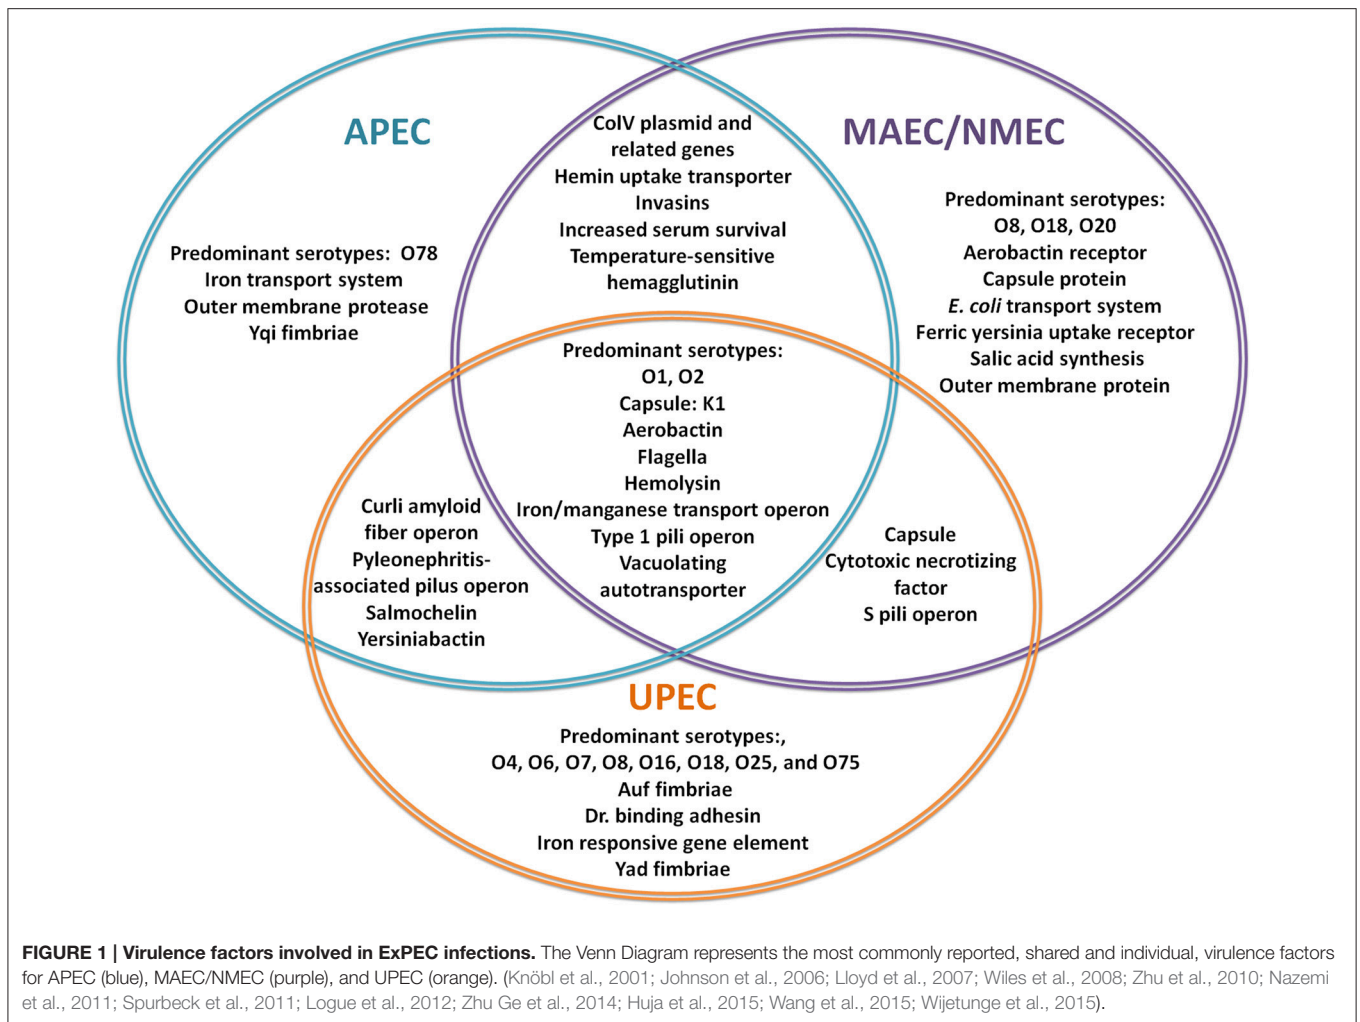 APEC
Predominant serotypes: O78
Iron transport system
Outer membrane protease
Yqi fimbriae
ColV plasmid and
related genes
Hemin uptake transporter
Invasins
Increased serum survival
Temperature-sensitive
hemagglutinin
MAEC/NMEC
Predominant serotypes:
O8, O18, O20
Aerobactin receptor
Capsule protein
E. coli transport system
Ferric yersinia uptake receptor
Salic acid synthesis
Outer membrane protein
Predominant serotypes:
O1, O2
Capsule: K1
Aerobactin
Flagella
Hemolysin
Iron/manganese transport operon
Type 1 pili operon
Vacuolating
autotransporter
Curli amyloid
fiber operon
Pyleonephritis-
associated pilus operon
Salmochelin
Yersiniabactin
Capsule
Cytotoxic necrotizing
factor
S pili operon
UPEC
Predominant serotypes:,
O4, O6, O7, O8, O16, O18, O25, and O75
Auf fimbriae
Dr. binding adhesin
Iron responsive gene element
Yad fimbriae
FIGURE 1 | Virulence factors involved in ExPEC infections. The Venn Diagram represents the most commonly reported, shared and individual, virulence factors
for APEC (blue), MAEC/NMEC (purple), and UPEC (orange). (Knöbl et al., 2001; Johnson et al., 2006; Lloyd et al., 2007; Wiles et al., 2008; Zhu et al., 2010; Nazemi
et al., 2011; Spurbeck et al., 2011; Logue et al., 2012; Zhu Ge et al., 2014; Huja et al., 2015; Wang et al., 2015; Wijetunge et al., 2015).